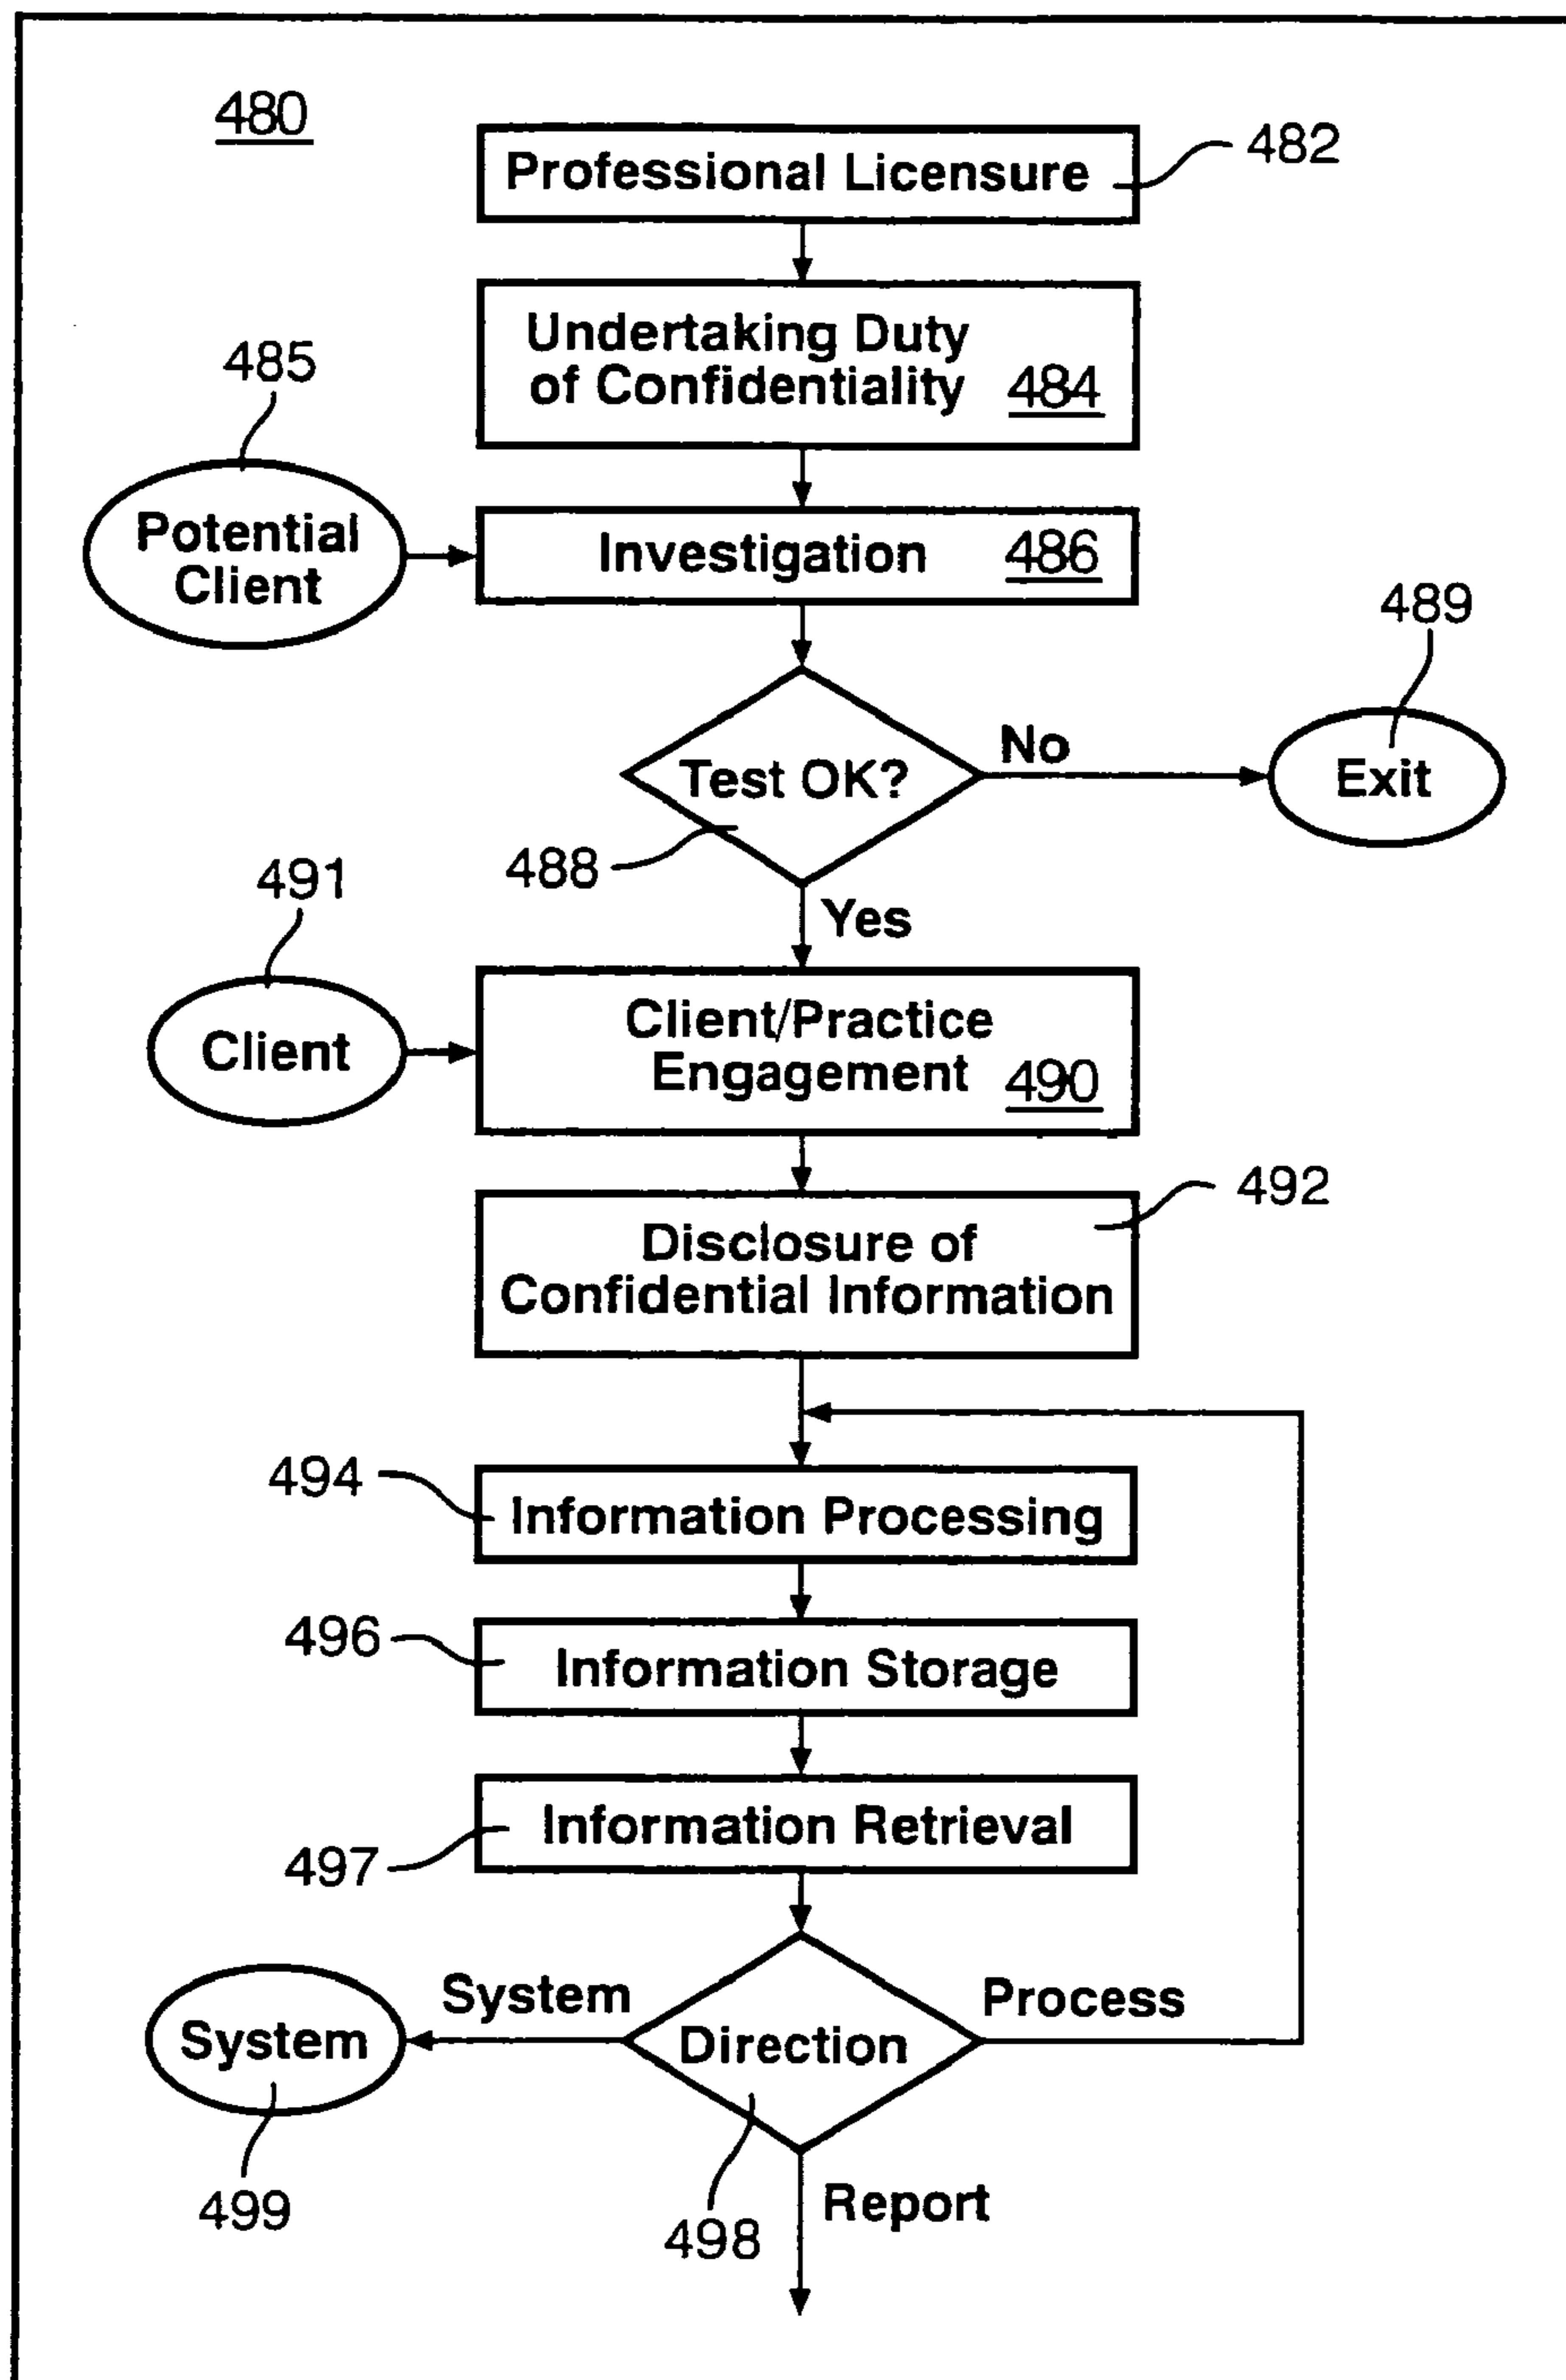 480
Professional Licensure
482
Undertaking Duty
of Confidentiality 484
485
Potential
Client
Investigation 486
489
Test OK?
No
Exit
488
Yes
491
Client
Client/Practice
Engagement 490
492
Disclosure of
Confidential Information
494
Information Processing
496
Information Storage
Information Retrieval
497
System
Process
System
Direction
499
498
Report